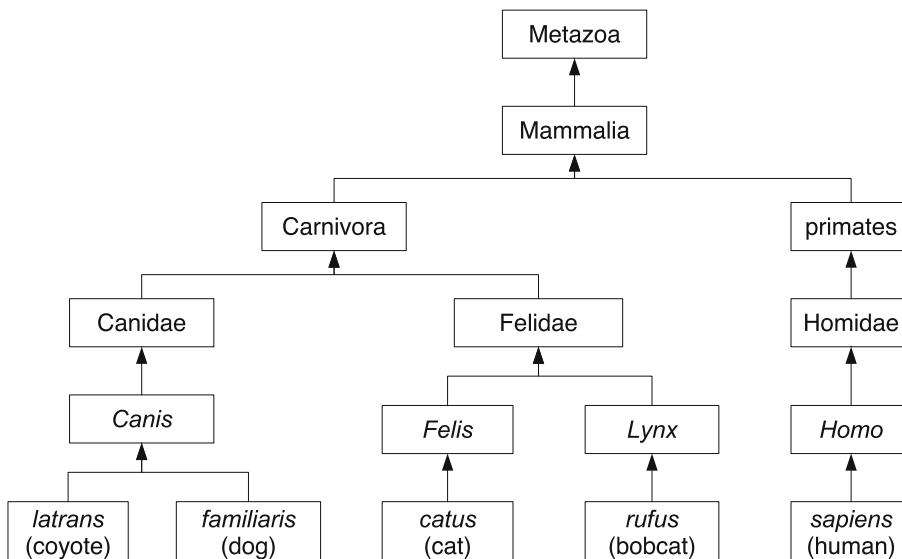 Metazoa
Mammalia
Carnivora
primates
Canidae
Felidae
Homidae
Canis
Felis
Lynx
Homo
latrans
(coyote)
familiaris
(dog)
catus
(cat)
rufus
(bobcat)
sapiens
(human)